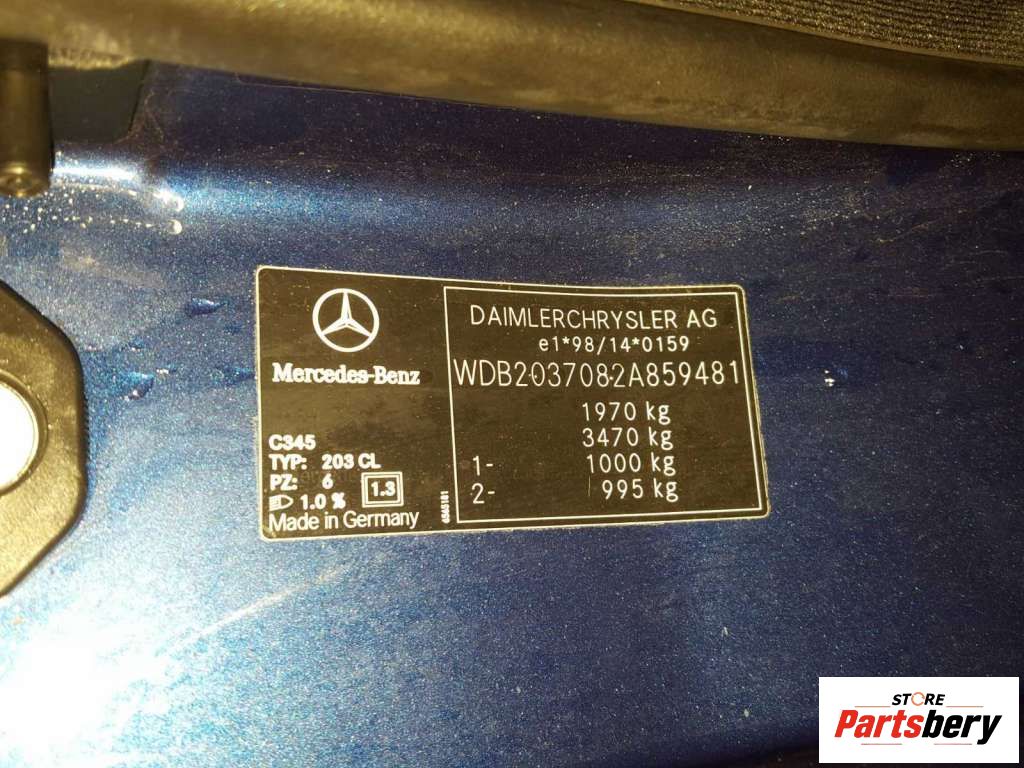 Mercedes-Benz
C345
TYP: 203 CL
PZ: 6
1.0 % 1.3
Made in Germany
6565181
DAIMLERCHRYSLER AG
e1*98/14*0159
WDB2037082A859481
1970 kg
3470 kg
1- 1000 kg
2- 995 kg
STORE
Partsbery